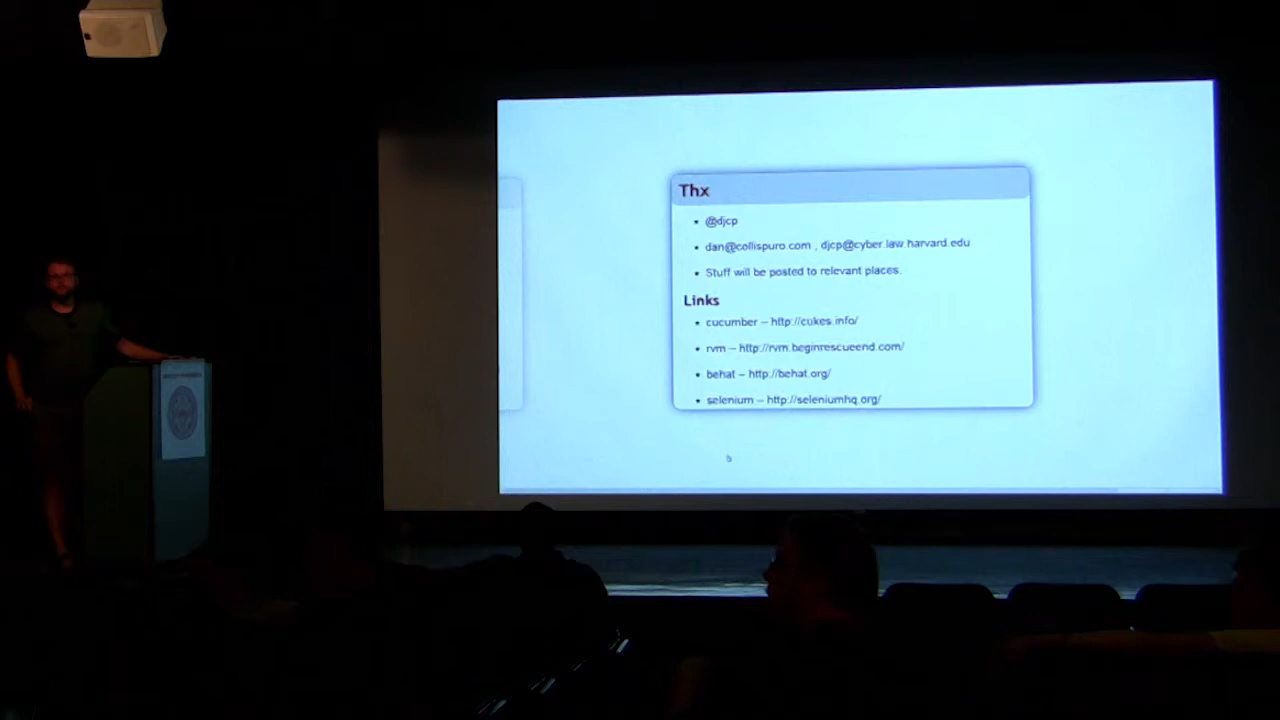 Thx
@djcp
dan@collispuro.com , djcp@cyber.law.harvard.edu
Stuff will be posted to relevant places.
Links
cucumber – http://cukes.info/
rvm – http://rvm.beginrescueend.com/
behat – http://behat.org/
selenium – http://seleniumhq.org/